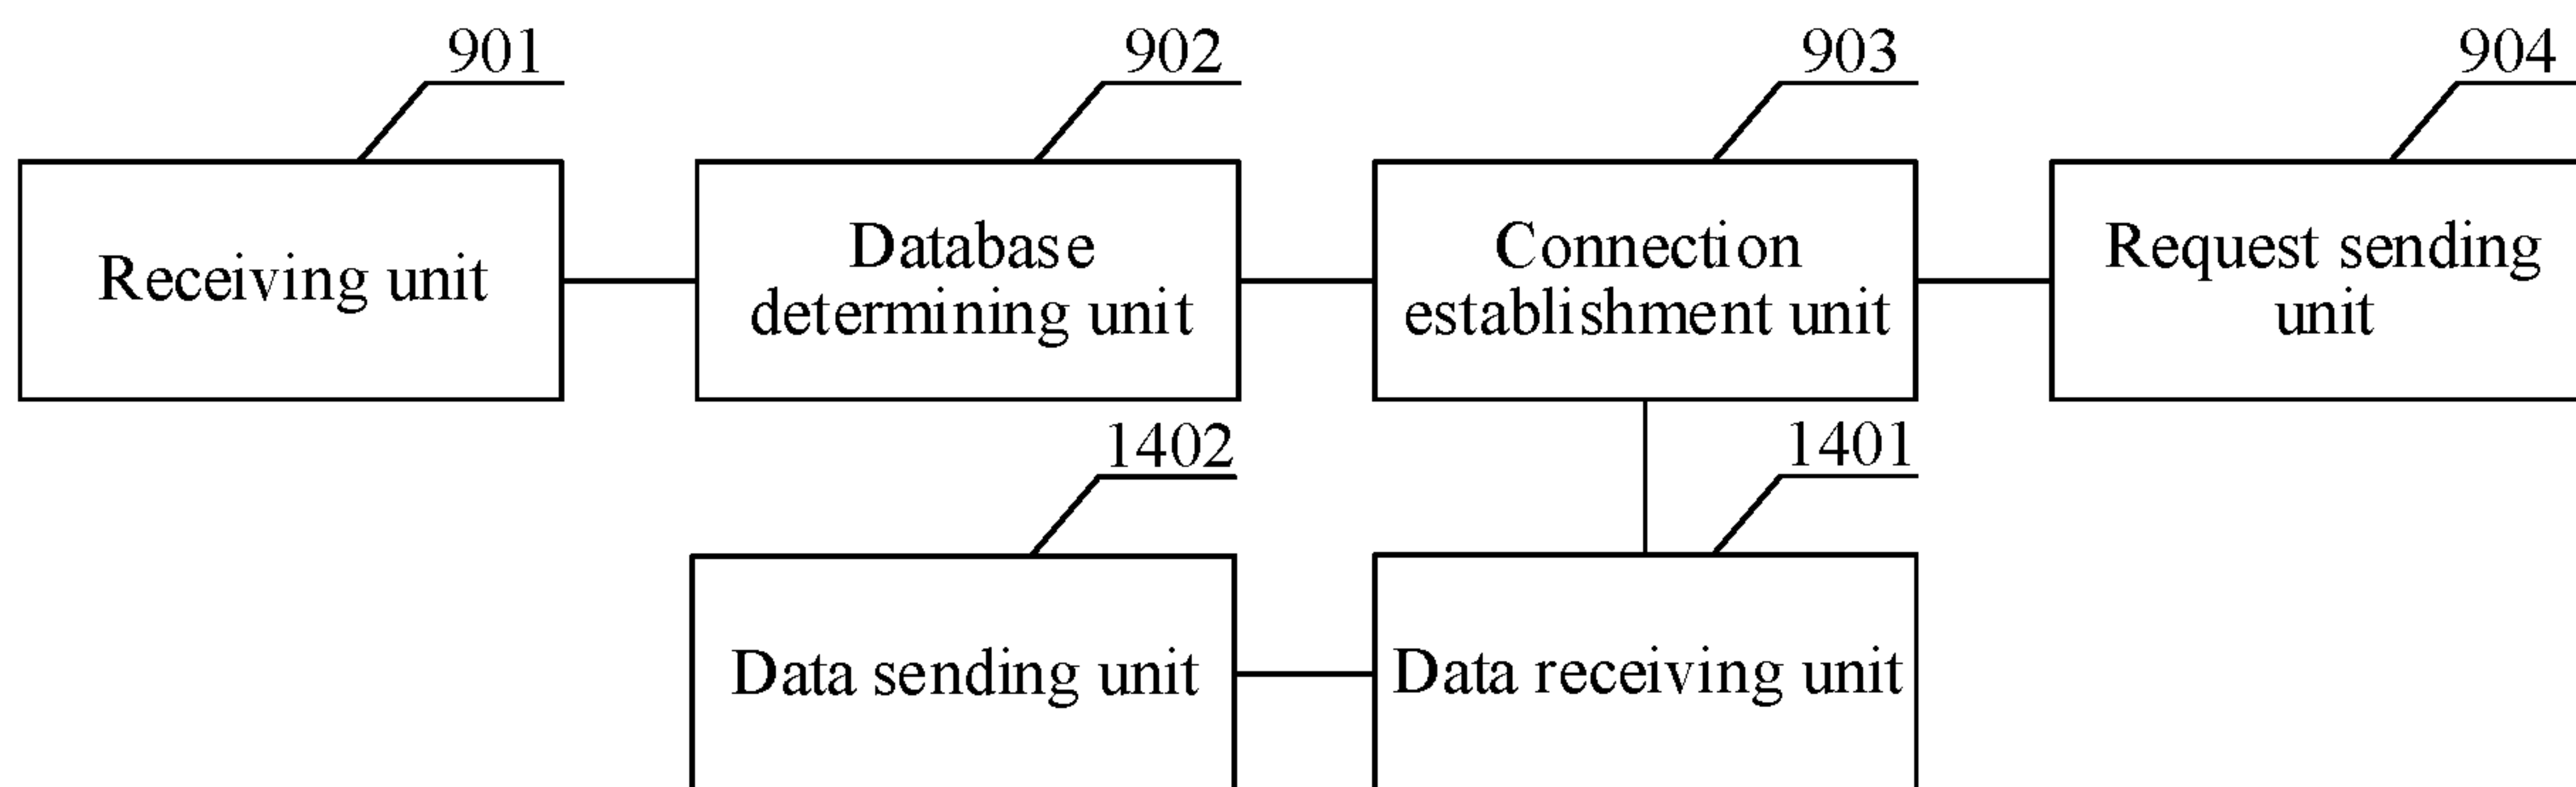 901
902
903
904
Receiving unit
Database
determining unit
Connection
establishment unit
Request sending
unit
1402
1401
Data sending unit
Data receiving unit